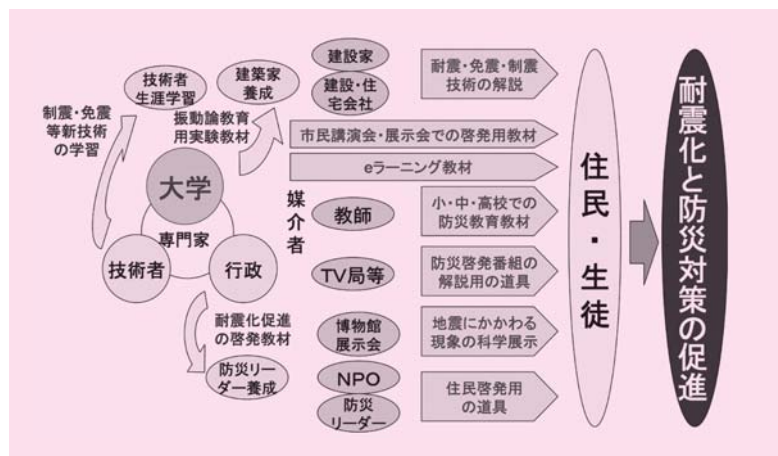 技術者
生涯学習
制震・免震
等新技術
の学習
建築家
養成
振動論教育
用実験教材
大学
専門家
技術者
行政
耐震化促進
の啓発教材
防災リー
ダー養成
媒介者
建設家
建設・住
宅会社
耐震・免震・制震
技術の解説
市民講演会・展示会での啓発用教材
eラーニング教材
教師
小・中・高校での
防災教育教材
TV局等
防災啓発番組の
解説用の道具
博物館
展示会
地震にかかわる
現象の科学展示
NPO
防災
リーダー
住民啓発用
の道具
住民・生徒
耐震化と防災対策の促進